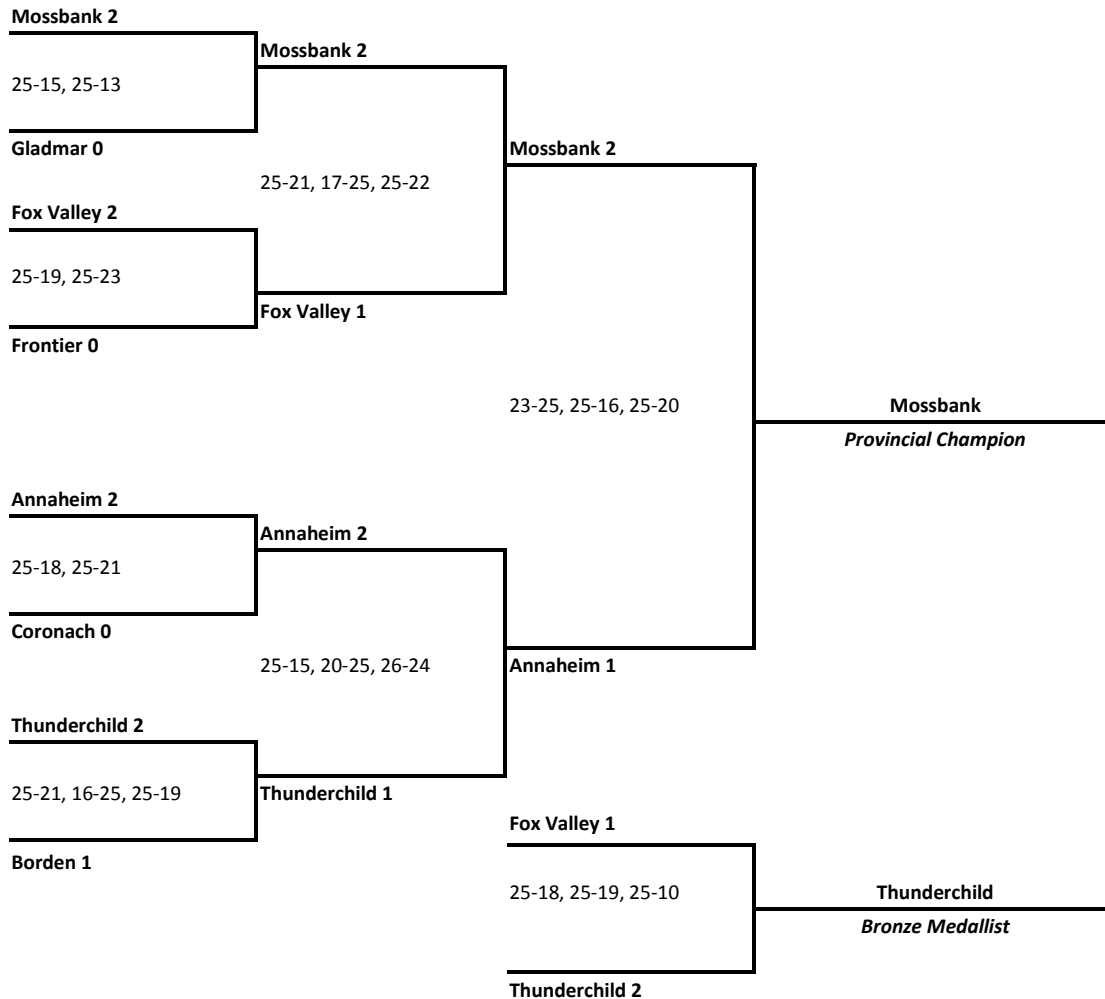 Mossbank 2
Mossbank 2
25-15, 25-13
Gladmar 0
Mossbank 2
25-21, 17-25, 25-22
Fox Valley 2
25-19, 25-23
Fox Valley 1
Frontier 0
23-25, 25-16, 25-20
Mossbank
Provincial Champion
Annaheim 2
Annaheim 2
25-18, 25-21
Coronach 0
25-15, 20-25, 26-24
Annaheim 1
Thunderchild 2
25-21, 16-25, 25-19
Thunderchild 1
Fox Valley 1
Borden 1
25-18, 25-19, 25-10
Thunderchild
Bronze Medallist
Thunderchild 2